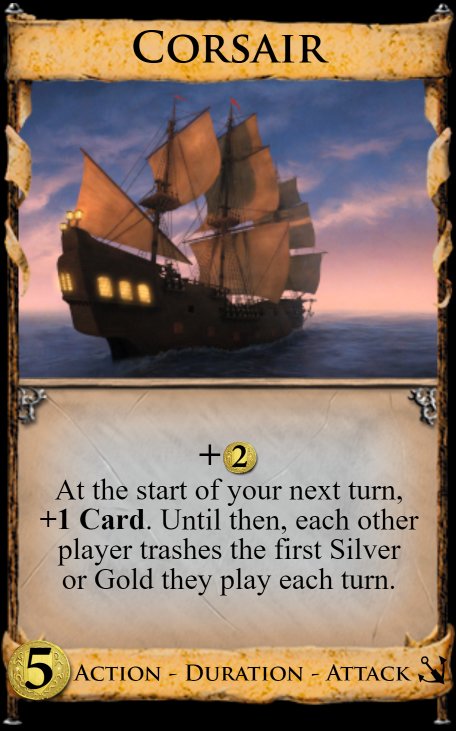 CORSAIR
+2
At the start of your next turn,
+1 Card. Until then, each other
player trashes the first Silver
or Gold they play each turn.
5 ACTION - DURATION - ATTACK